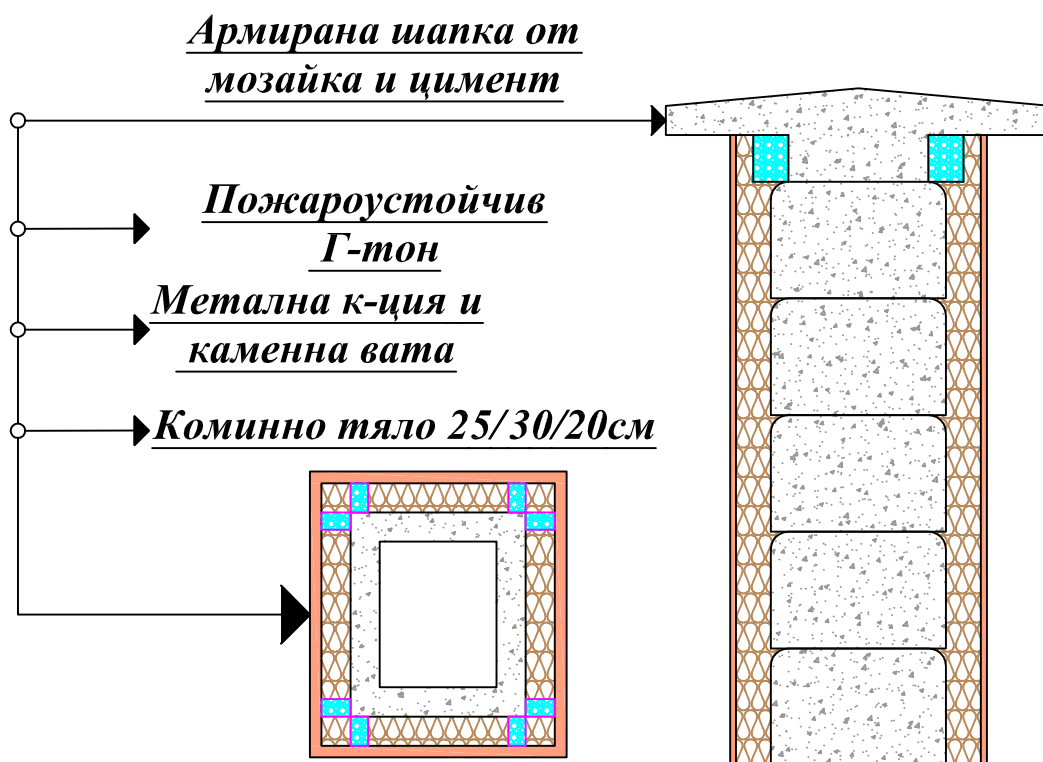 Армирана шапка от
мозайка и цимент
Пожароустойчив
Г-тон
Метална к-ция и
каменна вата
Коминно тяло 25/30/20см